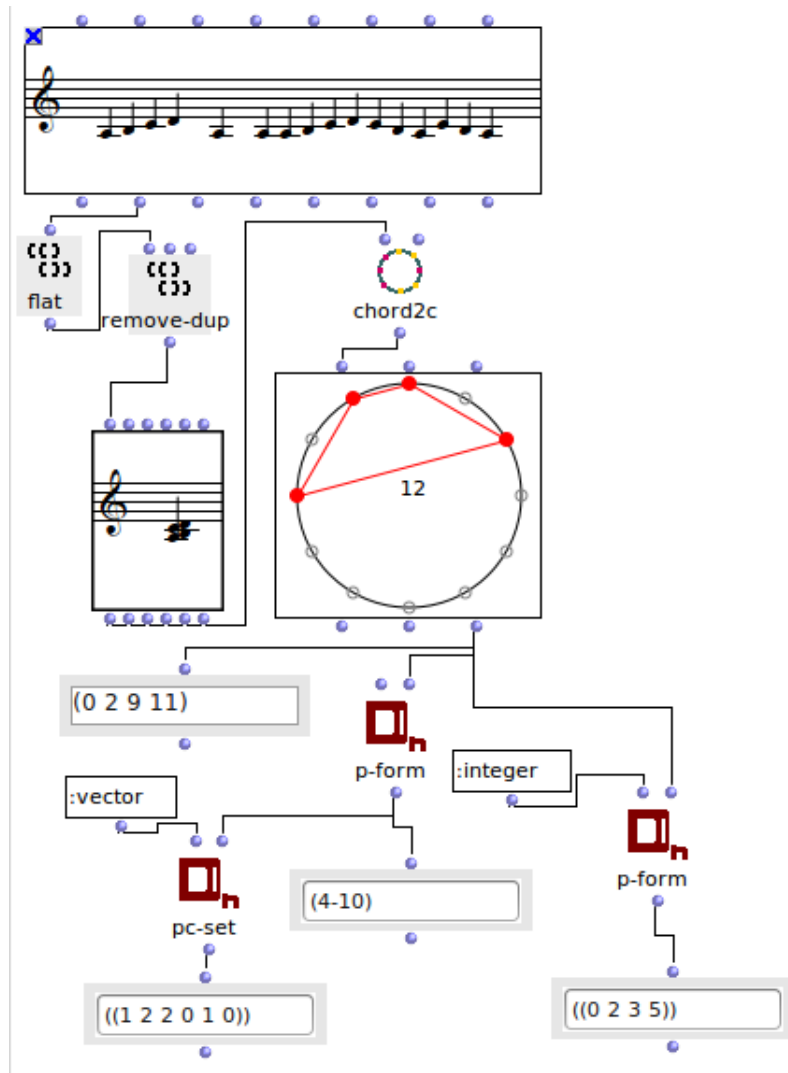 flat
remove-dup
chord2c
12
(0 2 9 11)
p-form
:integer
:vector
p-form
(4-10)
pc-set
((1 2 2 0 1 0))
((0 2 3 5))